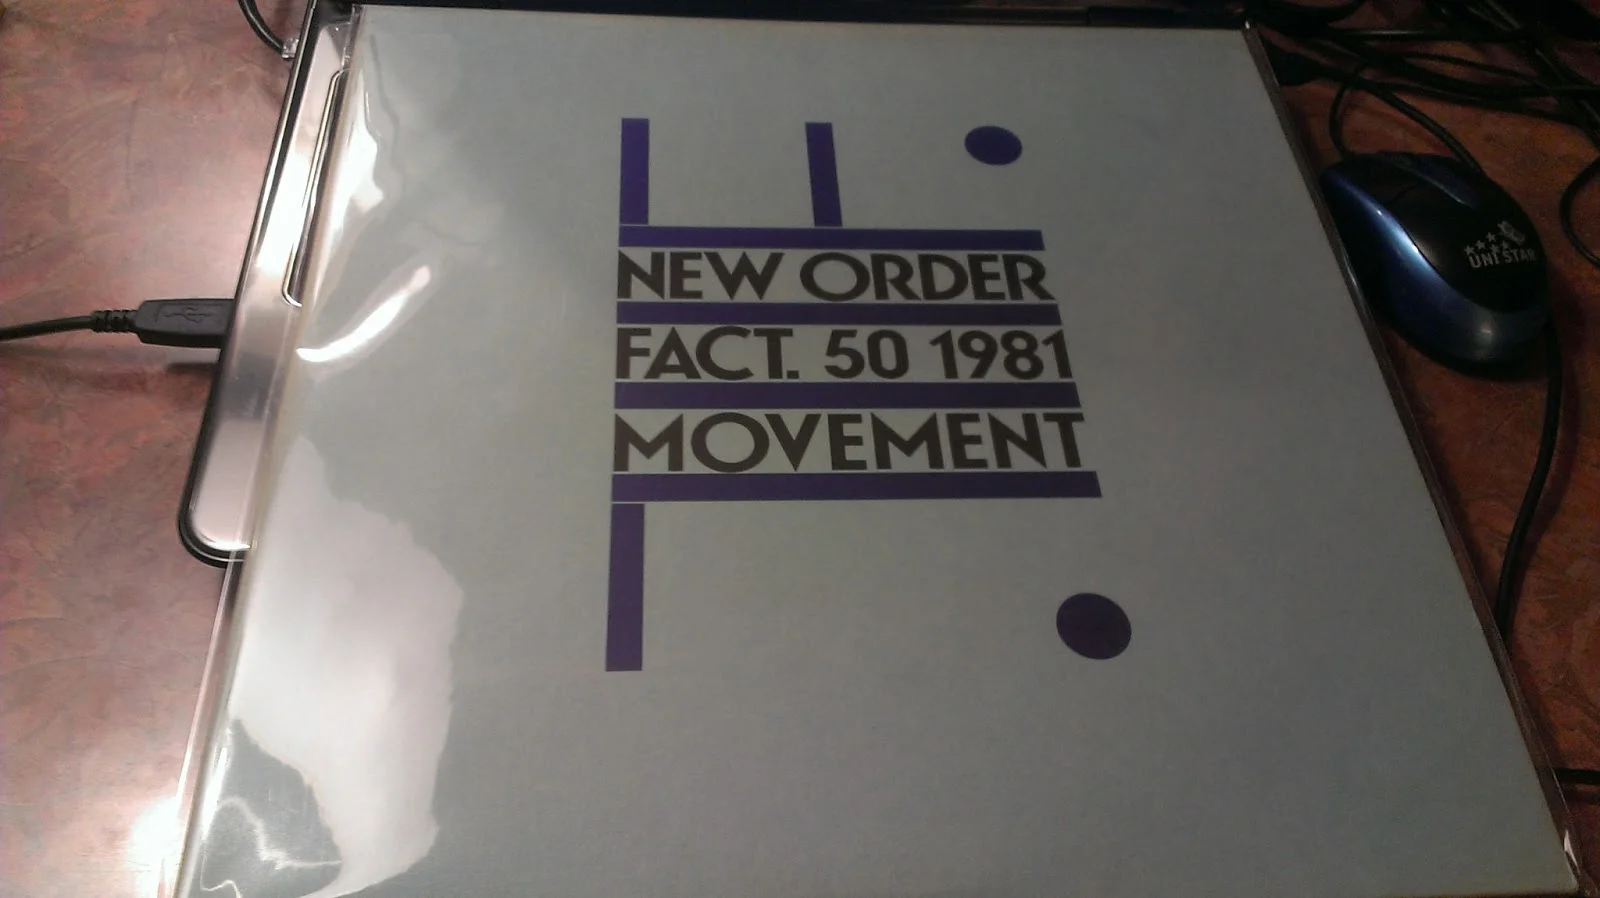 NEW ORDER
FACT. 50 1981
MOVEMENT
UNI STAR